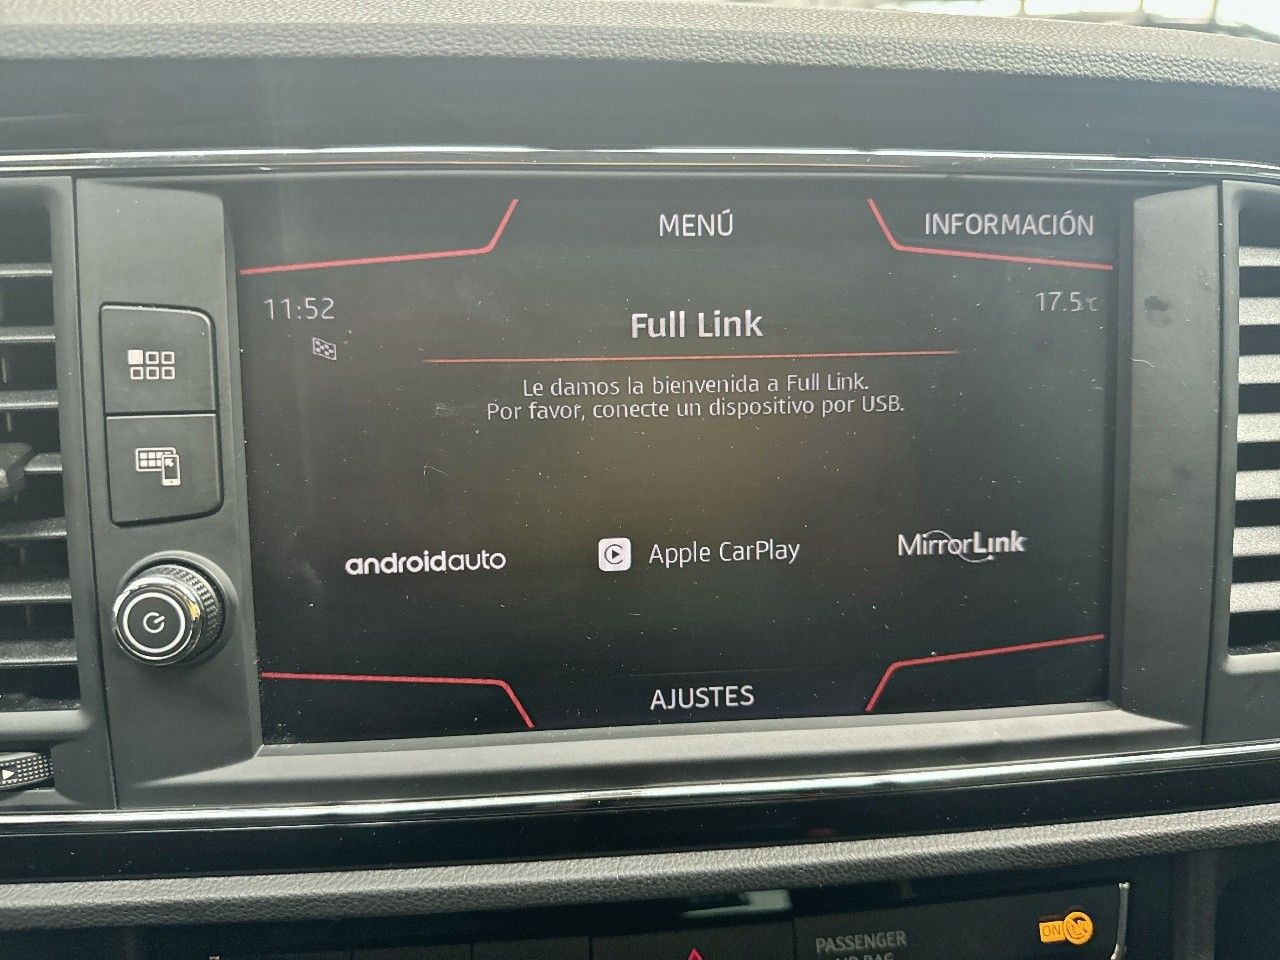 MENÚ
INFORMACIÓN
11:52
17.5℃
Full Link
Le damos la bienvenida a Full Link.
Por favor, conecte un dispositivo por USB.
androidauto
Apple CarPlay
MirrorLink
AJUSTES
PASSENGER
AIRBAG
ON